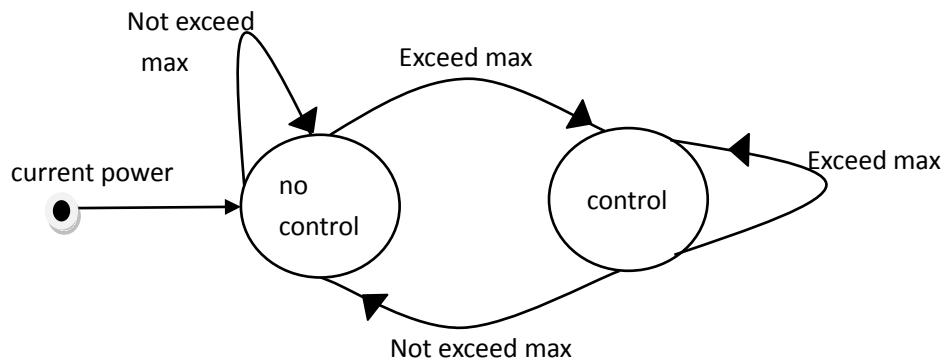 Not exceed
max
Exceed max
current power
no
control
control
Exceed max
Not exceed max